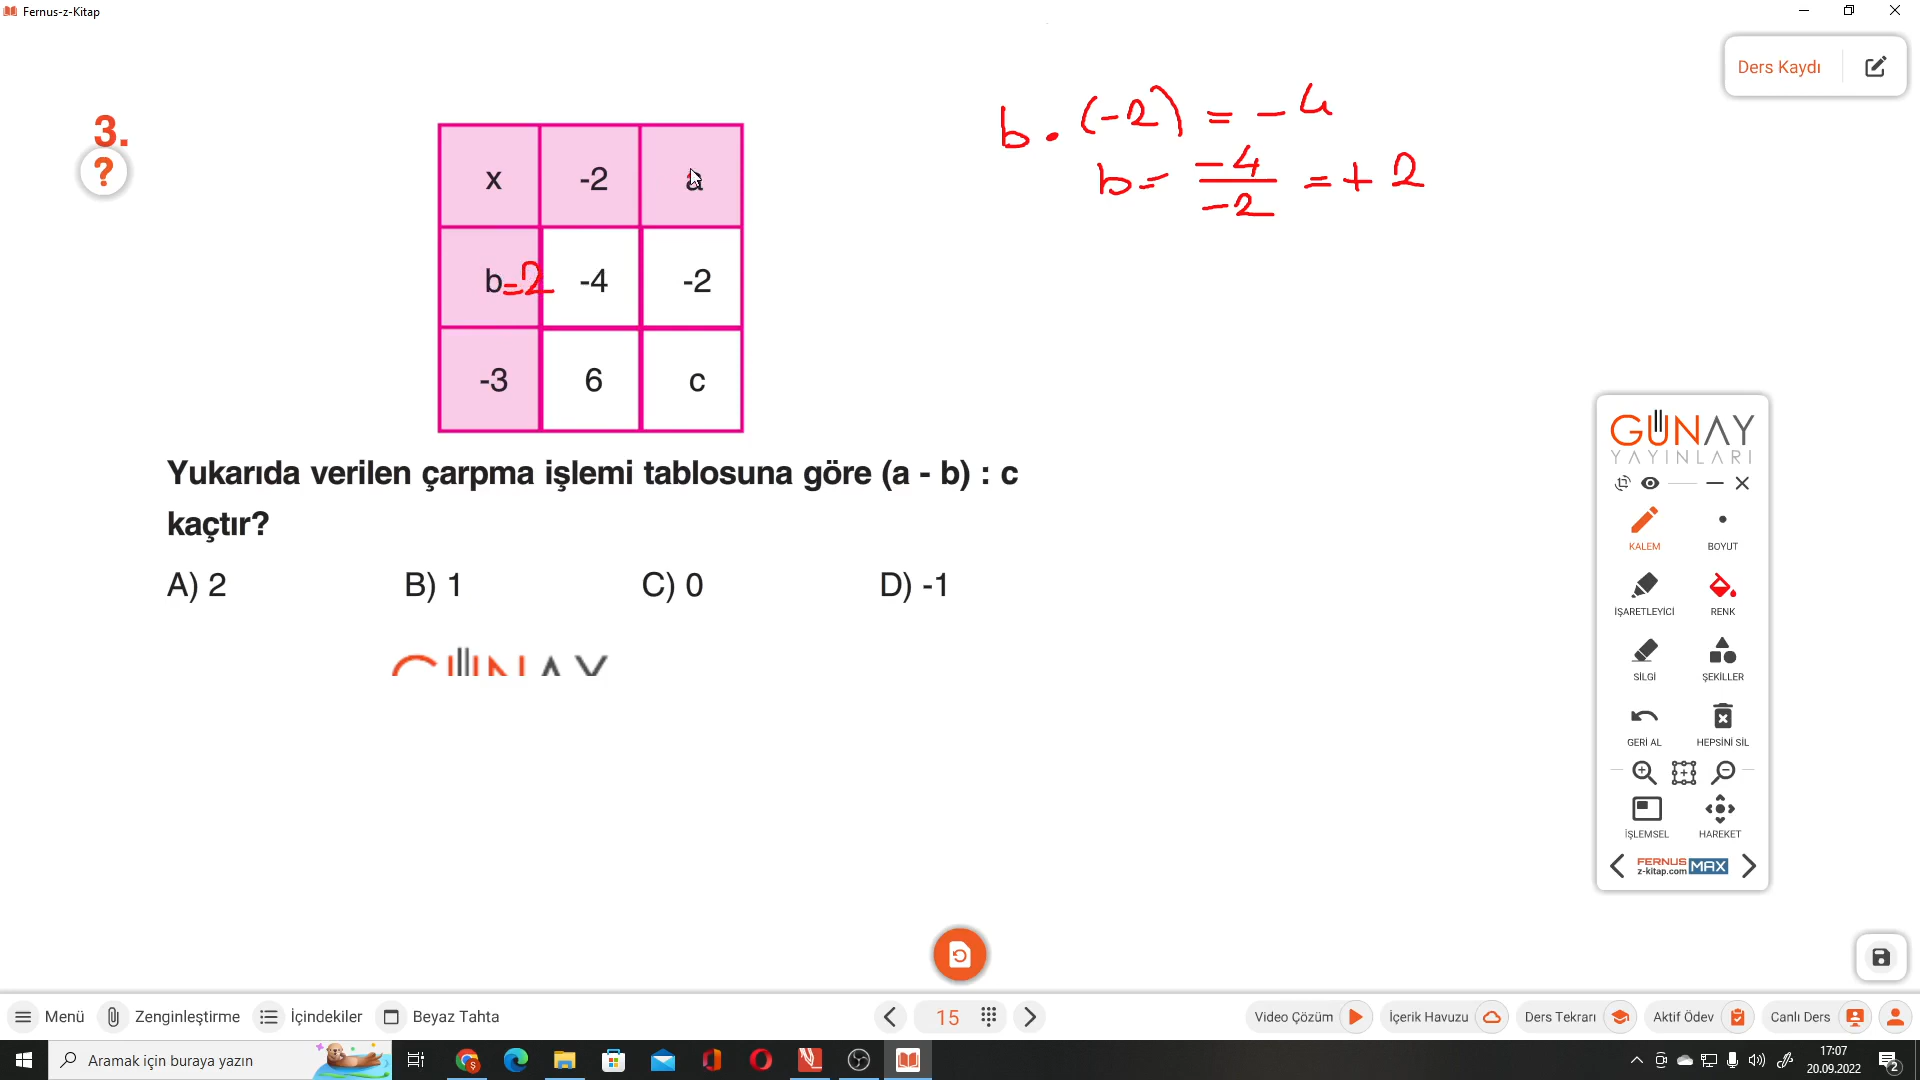 Fernus-z-Kitap
Ders Kaydı
3.
?
x -2 a
b=2 -4 -2
-3 6 c
b . (-2) = -4
b = -4 / -2 = + 2
Yukarıda verilen çarpma işlemi tablosuna göre (a - b) : c
kaçtır?
A) 2 B) 1 C) 0 D) -1
GÜNAY
GÜNAY
YAYINLARI
KALEM BOYUT
İŞARETLEYİCİ RENK
SİLGİ ŞEKİLLER
GERİ AL HEPSİNİ SİL
İŞLEMSEL HAREKET
FERNUS
z-kitap.com MAX
Menü Zenginleştirme İçindekiler Beyaz Tahta 15 Video Çözüm İçerik Havuzu Ders Tekrarı Aktif Ödev Canlı Ders
Aramak için buraya yazın
17:07
20.09.2022
2